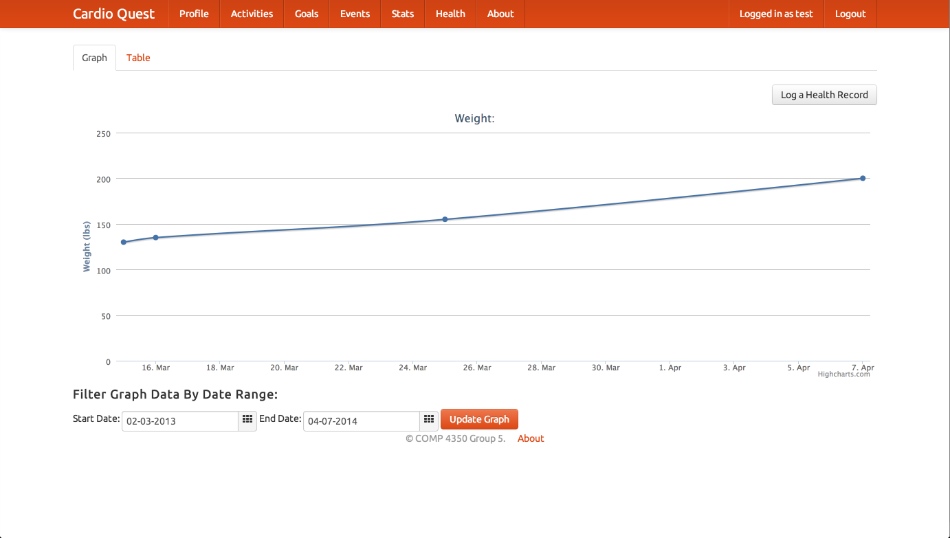 Cardio Quest Profile Activities Goals Events Stats Health About Logged in as test Logout
Graph Table
Log a Health Record
Weight:
250
200
150
100
50
0
Weight (lbs)
16. Mar 18. Mar 20. Mar 22. Mar 24. Mar 26. Mar 28. Mar 30. Mar 1. Apr 3. Apr 5. Apr 7. Apr
Highcharts.com
Filter Graph Data By Date Range:
Start Date: 02-03-2013 End Date: 04-07-2014 Update Graph
© COMP 4350 Group 5. About